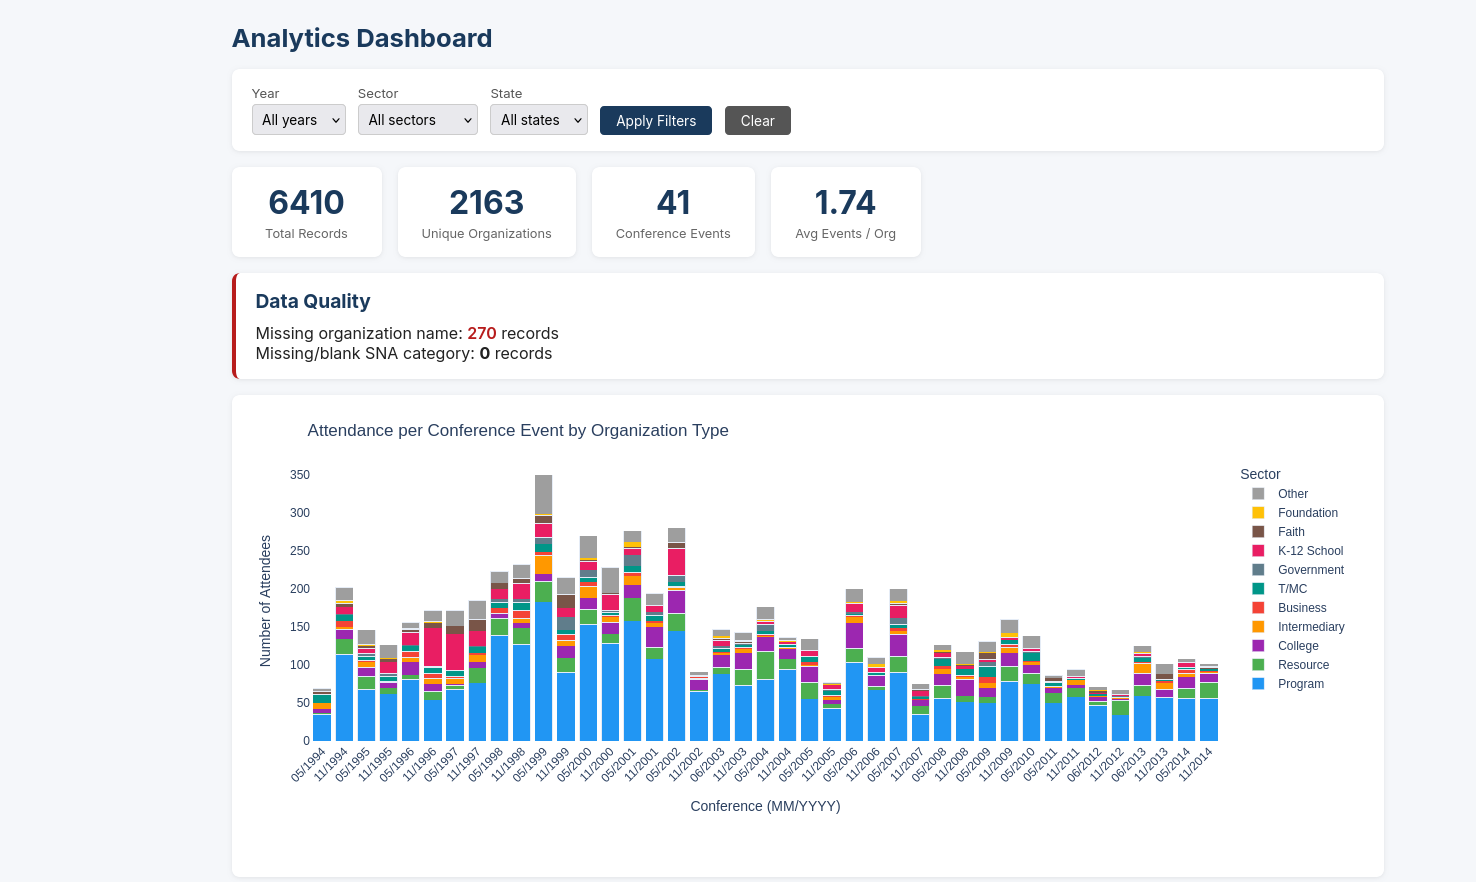 Analytics Dashboard
Year Sector State
All years All sectors All states Apply Filters Clear
6410 2163 41 1.74
Total Records Unique Organizations Conference Events Avg Events / Org
Data Quality
Missing organization name: 270 records
Missing/blank SNA category: 0 records
Attendance per Conference Event by Organization Type
Number of Attendees
350
300
250
200
150
100
50
0
05/1994 11/1994 05/1995 11/1995 05/1996 11/1996 05/1997 11/1997 05/1998 11/1998 05/1999 11/1999 05/2000 11/2000 05/2001 11/2001 05/2002 11/2002 06/2003 11/2003 05/2004 11/2004 05/2005 11/2005 05/2006 11/2006 05/2007 11/2007 05/2008 11/2008 05/2009 11/2009 05/2010 05/2011 11/2011 06/2012 11/2012 06/2013 11/2013 05/2014 11/2014
Conference (MM/YYYY)
Sector
Other
Foundation
Faith
K-12 School
Government
T/MC
Business
Intermediary
College
Resource
Program